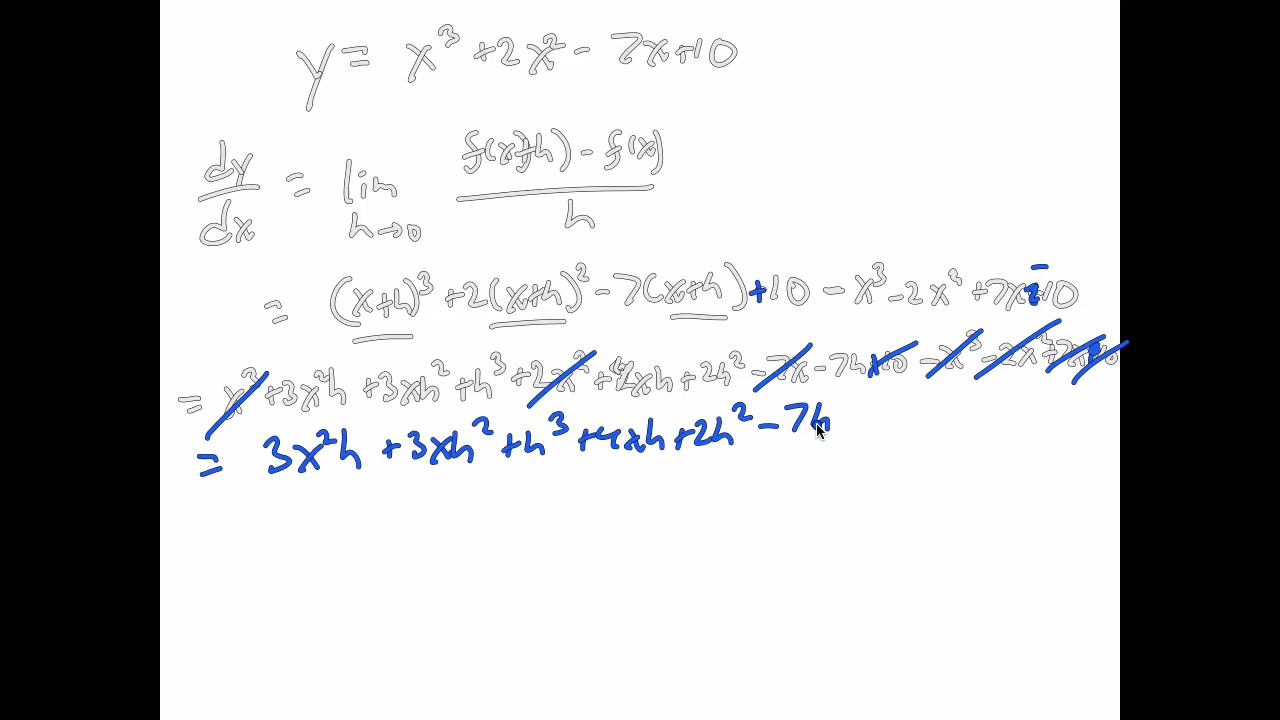 y = x³ + 2x² - 7x + 10
dy/dx = lim h→0 (f(x+h) - f(x))/h
= (x+h)³ + 2(x+h)² - 7(x+h) + 10 - x³ - 2x² + 7x - 10
= x³ + 3x²h + 3xh² + h³ + 2x² + 4xh + 2h² - 7x - 7h + 10 - x³ - 2x² + 7x - 10
= 3x²h + 3xh² + h³ + 4xh + 2h² - 7h